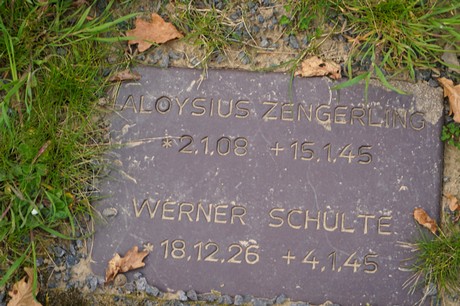 ALOYSIUS ZENGERLING
*2.1.08 +15.1.45
WERNER SCHULTE
*18.12.26 +4.1.45